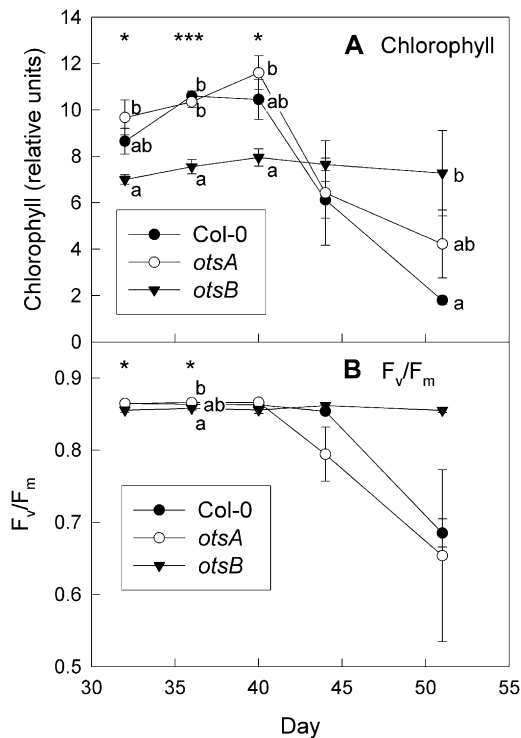 14
* *** *
A Chlorophyll
12
b
b
b
ab
10
b
ab
8
a
a
a
b
6
ab
4
a
2
0
Chlorophyll (relative units)
Col-0
otsA
otsB
* *
B Fv/Fm
0.9
b
ab
a
0.8
0.7
0.6
0.5
Fv/Fm
Col-0
otsA
otsB
30 35 40 45 50 55
Day